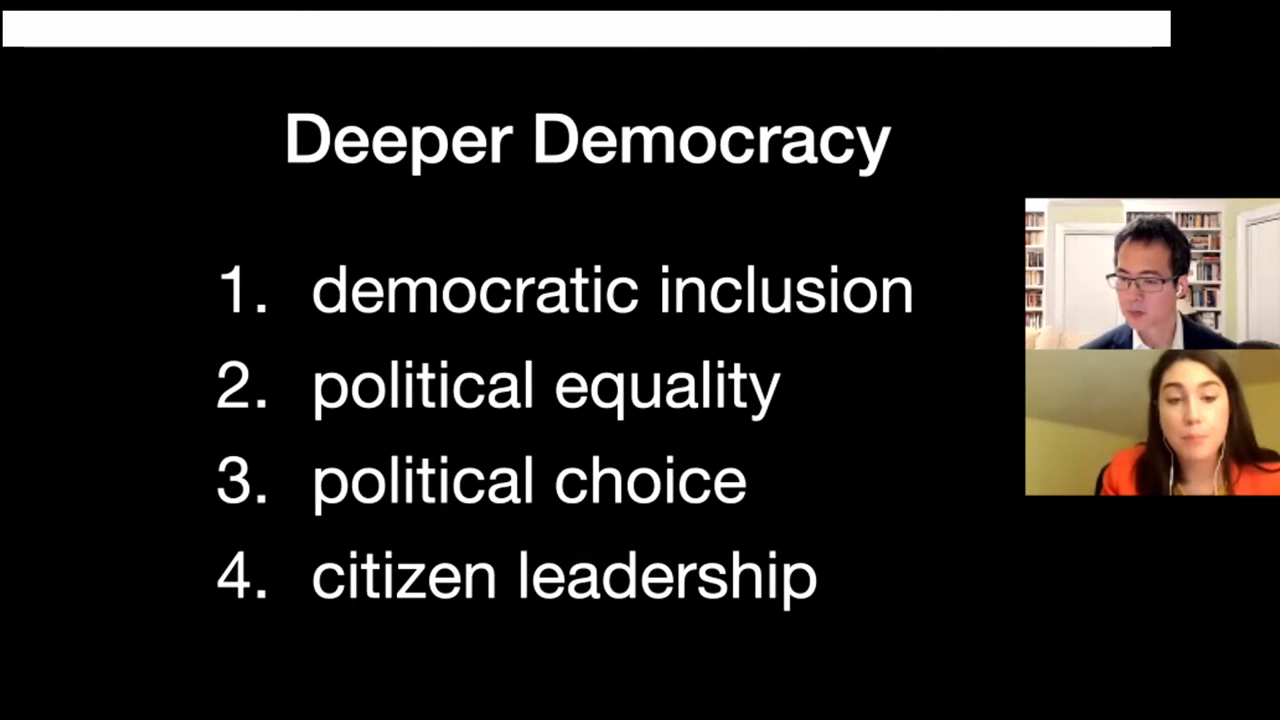 Deeper Democracy
1. democratic inclusion
2. political equality
3. political choice
4. citizen leadership